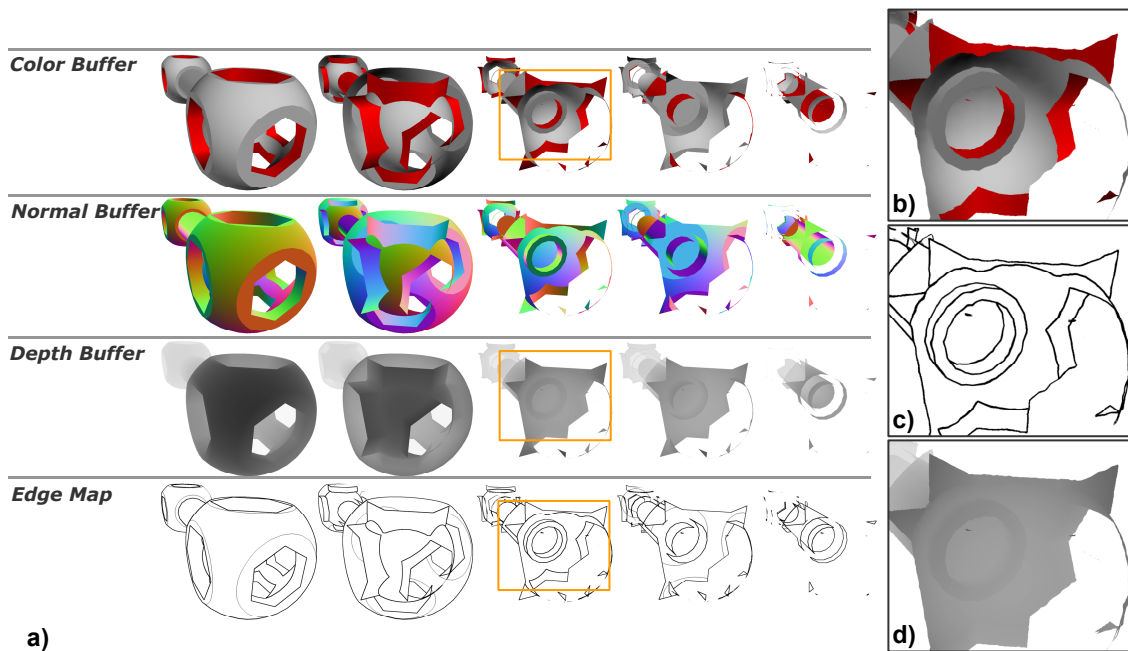 Color Buffer
Normal Buffer
Depth Buffer
Edge Map
a)
b)
c)
d)